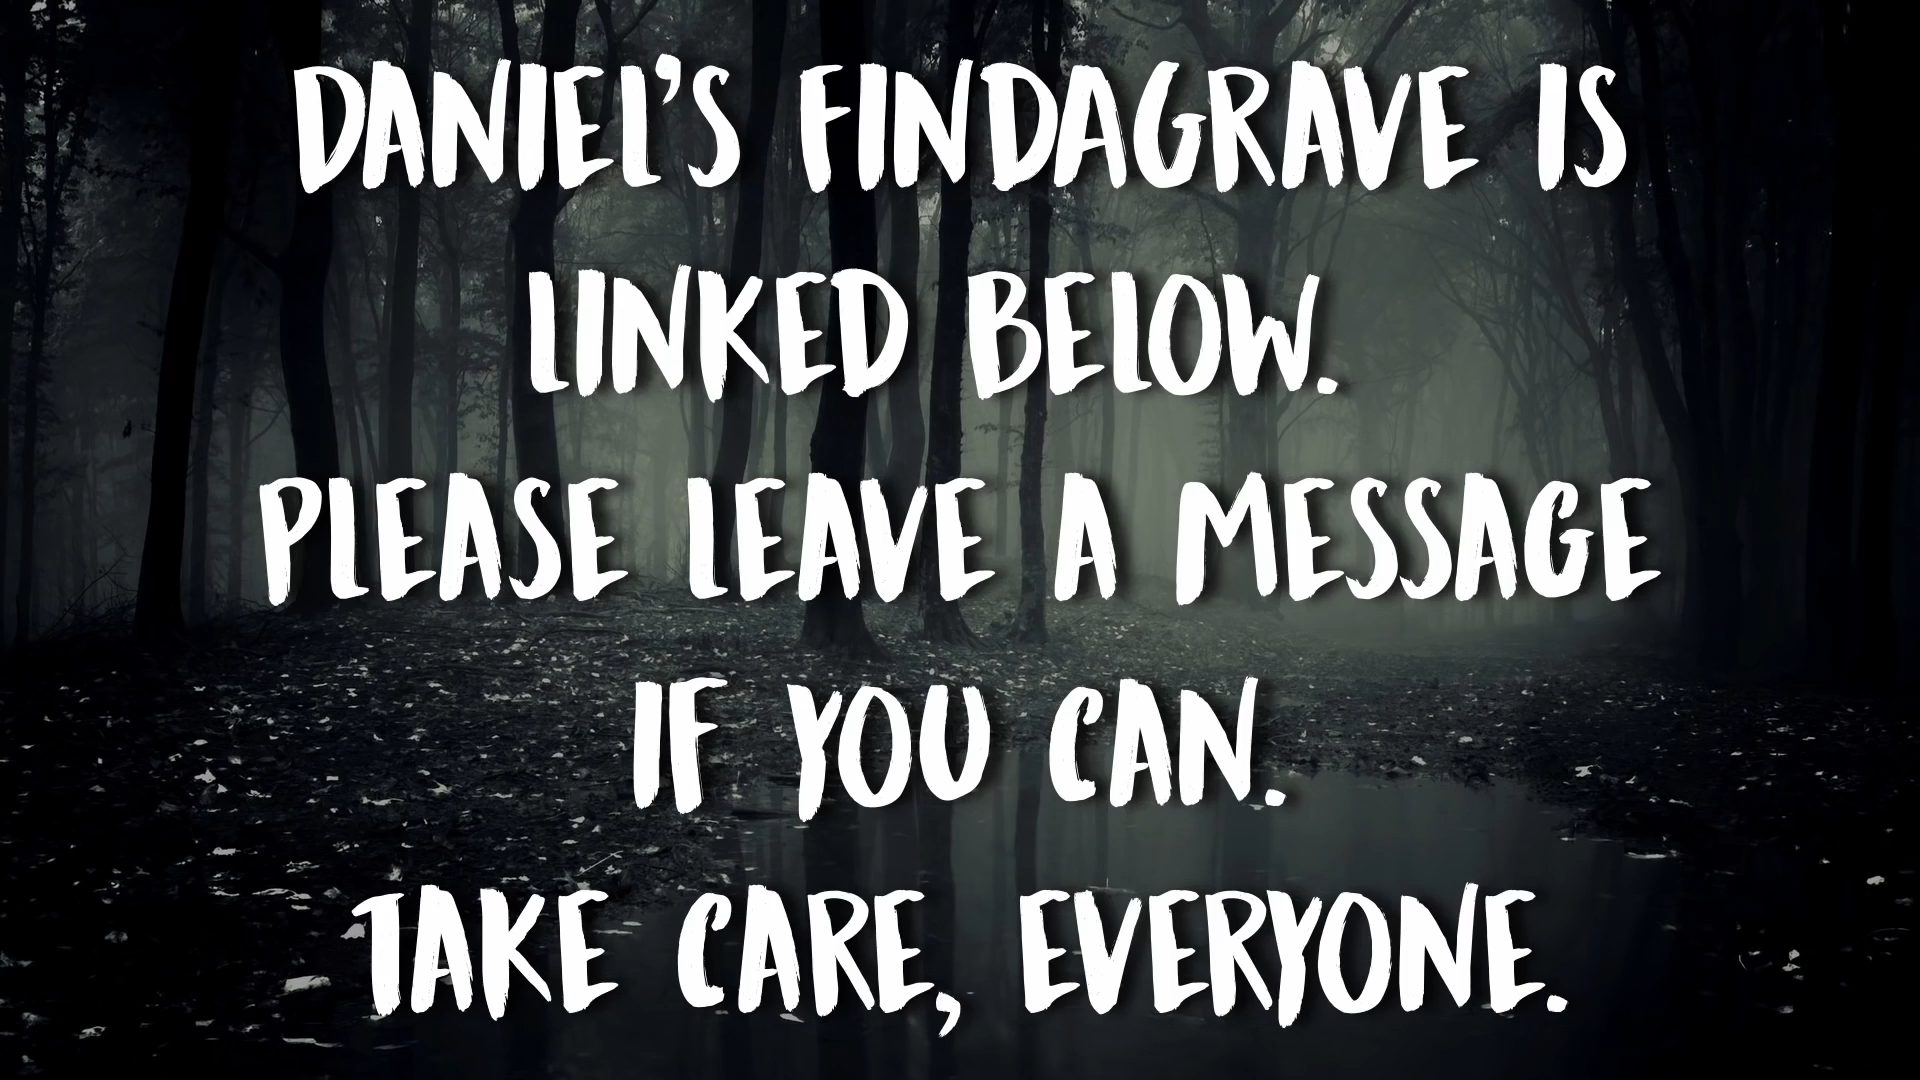 DANIEL'S FINDAGRAVE IS
LINKED BELOW.
PLEASE LEAVE A MESSAGE
IF YOU CAN.
TAKE CARE, EVERYONE.